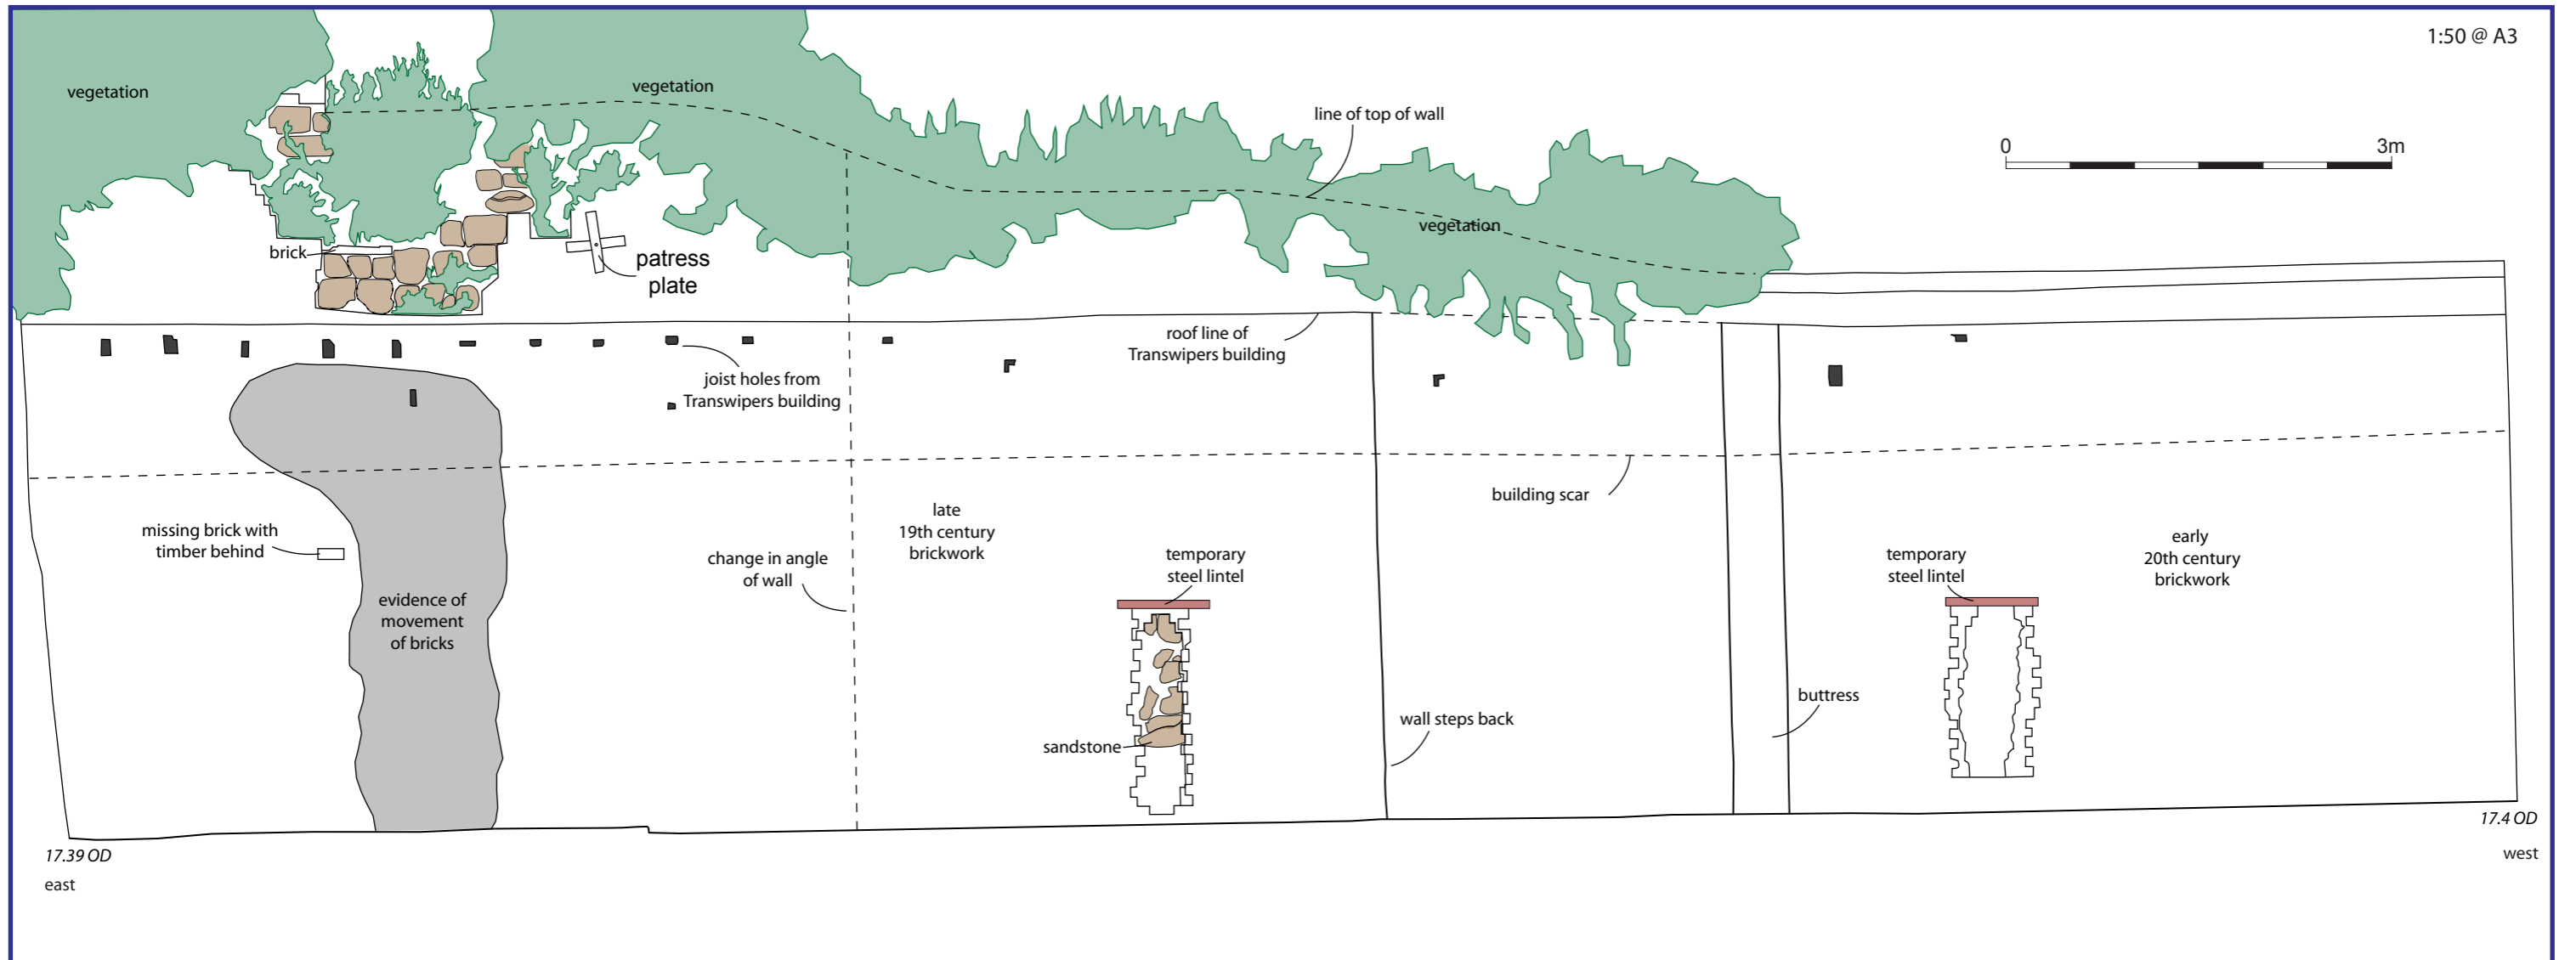 1:50 @ A3
vegetation
vegetation
line of top of wall
0
3m
vegetation
brick
patress
plate
roof line of
Transwipers building
joist holes from
Transwipers building
building scar
late
19th century
brickwork
missing brick with
timber behind
change in angle
of wall
temporary
steel lintel
temporary
steel lintel
early
20th century
brickwork
evidence of
movement
of bricks
buttress
wall steps back
sandstone
17.39 OD
east
17.4 OD
west